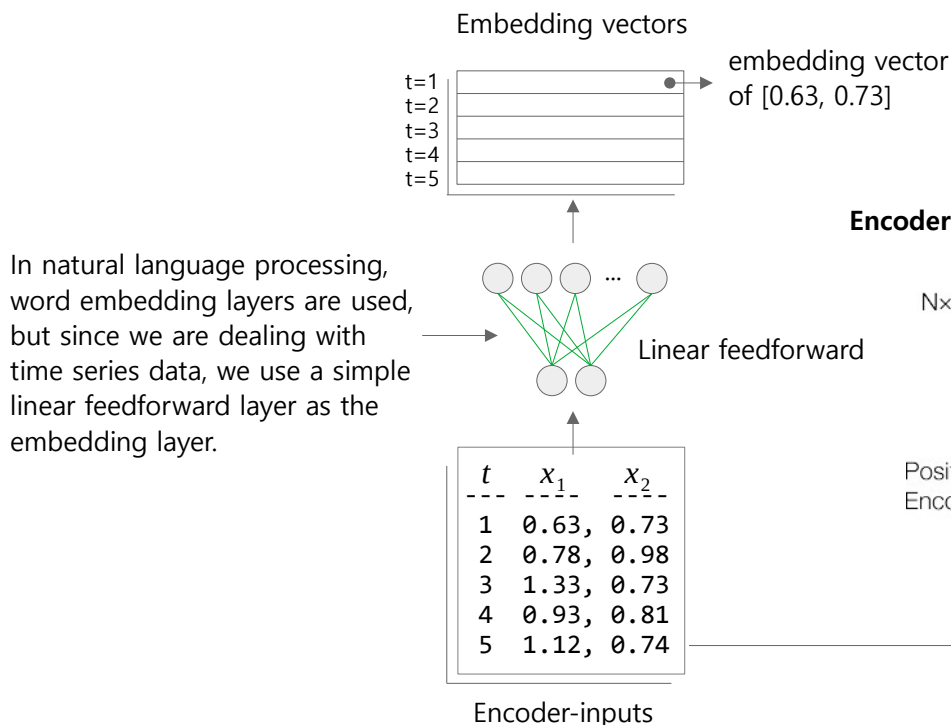 Embedding vectors
embedding vector
of [0.63, 0.73]
t=1
t=2
t=3
t=4
t=5
Encoder
In natural language processing,
word embedding layers are used,
but since we are dealing with
time series data, we use a simple
linear feedforward layer as the
embedding layer.
...
N×
Linear feedforward
t x1 x2
--- ---- ----
1 0.63, 0.73
2 0.78, 0.98
3 1.33, 0.73
4 0.93, 0.81
5 1.12, 0.74
Encoder-inputs